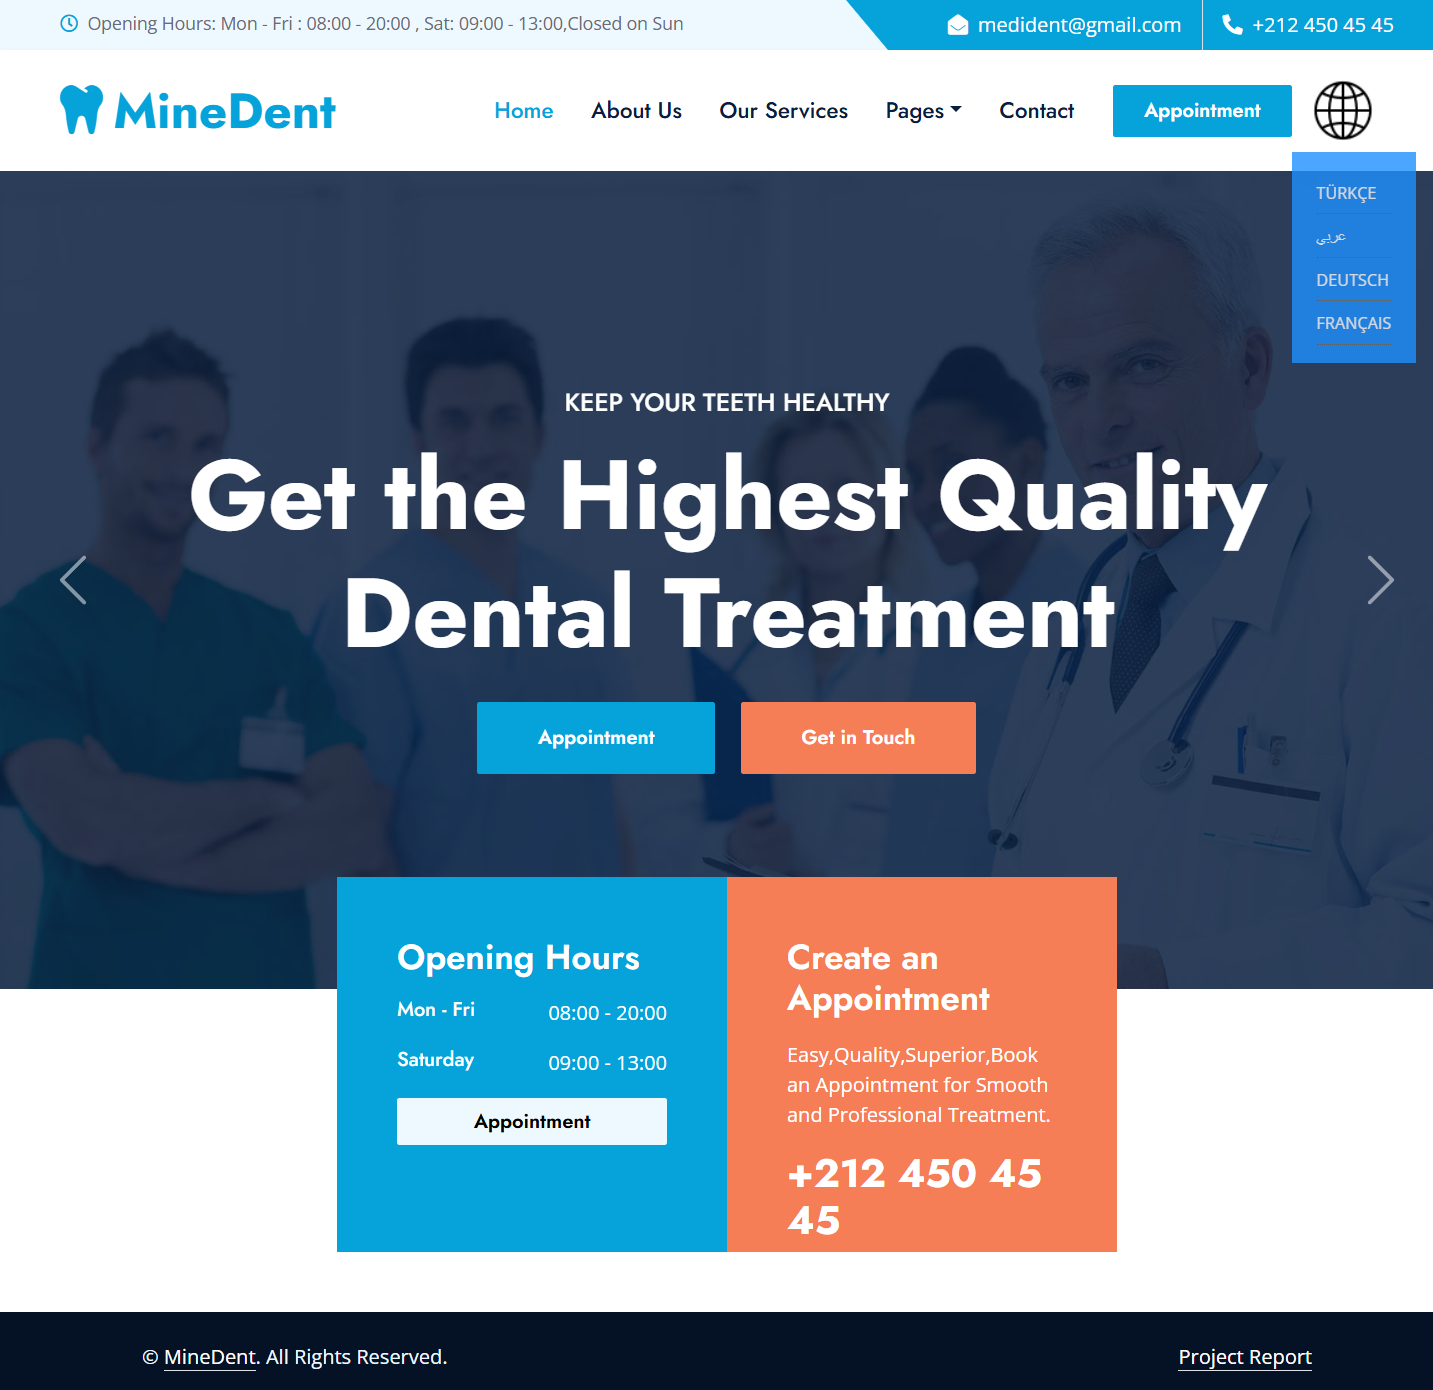 Opening Hours: Mon - Fri : 08:00 - 20:00 , Sat: 09:00 - 13:00,Closed on Sun
medident@gmail.com
+212 450 45 45
MineDent
Home
About Us
Our Services
Pages
Contact
Appointment
TÜRKÇE
عربي
DEUTSCH
FRANÇAIS
KEEP YOUR TEETH HEALTHY
Get the Highest Quality
Dental Treatment
Appointment
Get in Touch
Opening Hours
Mon - Fri 08:00 - 20:00
Saturday 09:00 - 13:00
Appointment
Create an
Appointment
Easy,Quality,Superior,Book
an Appointment for Smooth
and Professional Treatment.
+212 450 45
45
© MineDent. All Rights Reserved.
Project Report